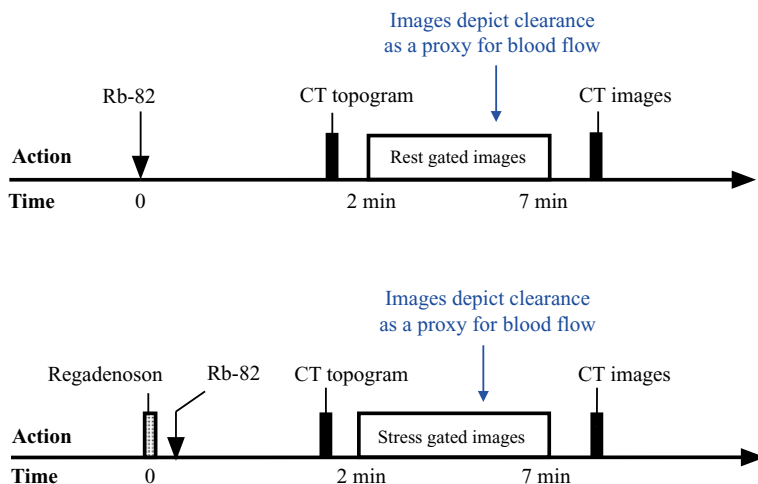 Images depict clearance
as a proxy for blood flow
Rb-82
CT topogram
CT images
Action
Rest gated images
Time
0
2 min
7 min
Images depict clearance
as a proxy for blood flow
Regadenoson
Rb-82
CT topogram
CT images
Action
Stress gated images
Time
0
2 min
7 min